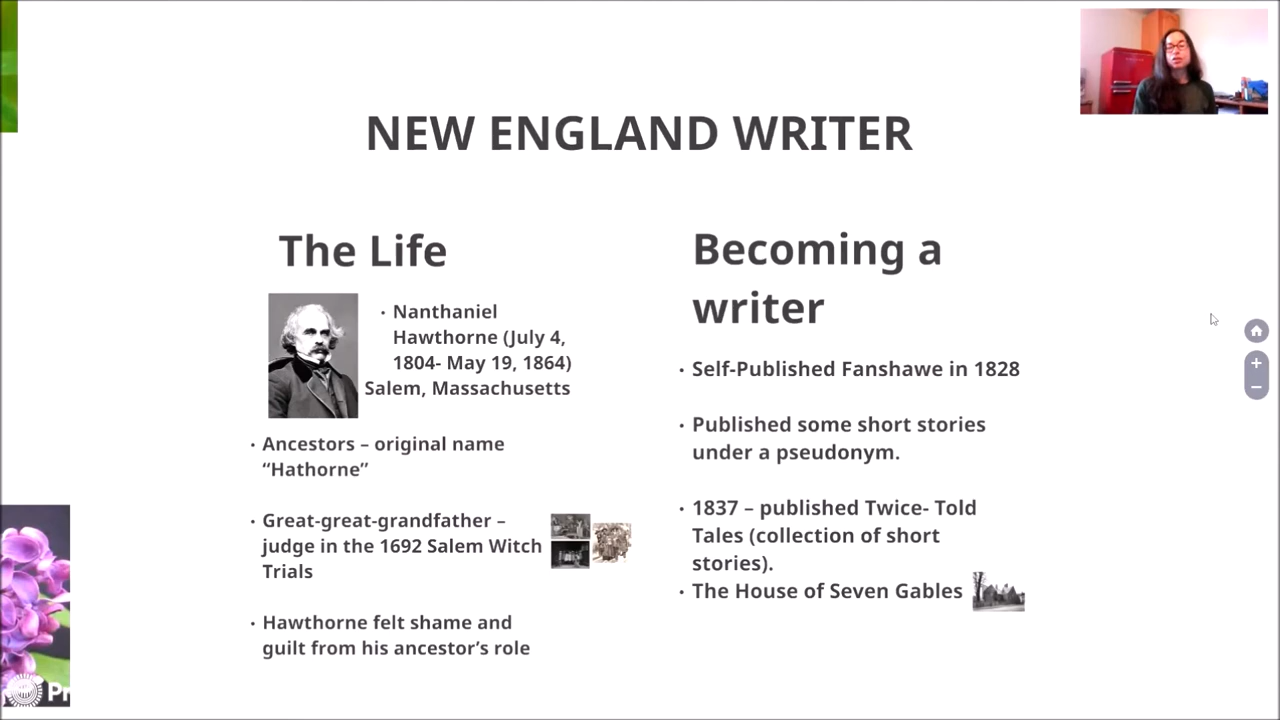 NEW ENGLAND WRITER
The Life
• Nanthaniel
Hawthorne (July 4,
1804- May 19, 1864)
Salem, Massachusetts
• Ancestors – original name
“Hathorne”
• Great-great-grandfather –
judge in the 1692 Salem Witch
Trials
• Hawthorne felt shame and
guilt from his ancestor’s role
Becoming a
writer
• Self-Published Fanshawe in 1828
• Published some short stories
under a pseudonym.
• 1837 – published Twice- Told
Tales (collection of short
stories).
• The House of Seven Gables